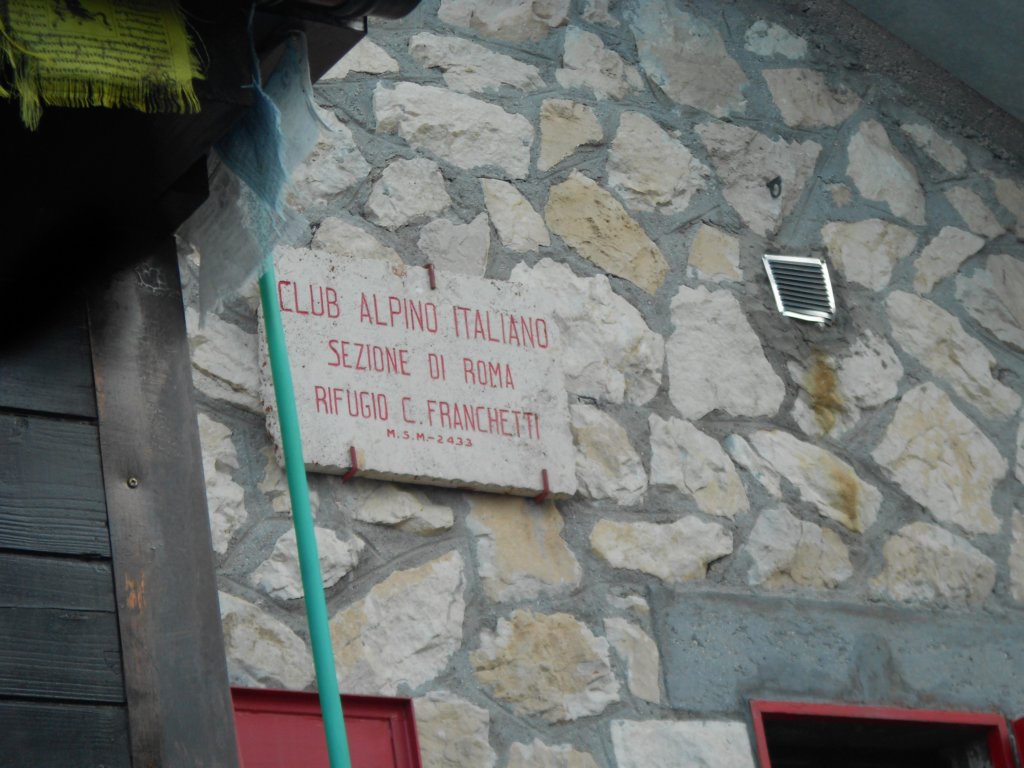 CLUB ALPINO ITALIANO
SEZIONE DI ROMA
RIFUGIO C. FRANCHETTI
M.S.M.-2433